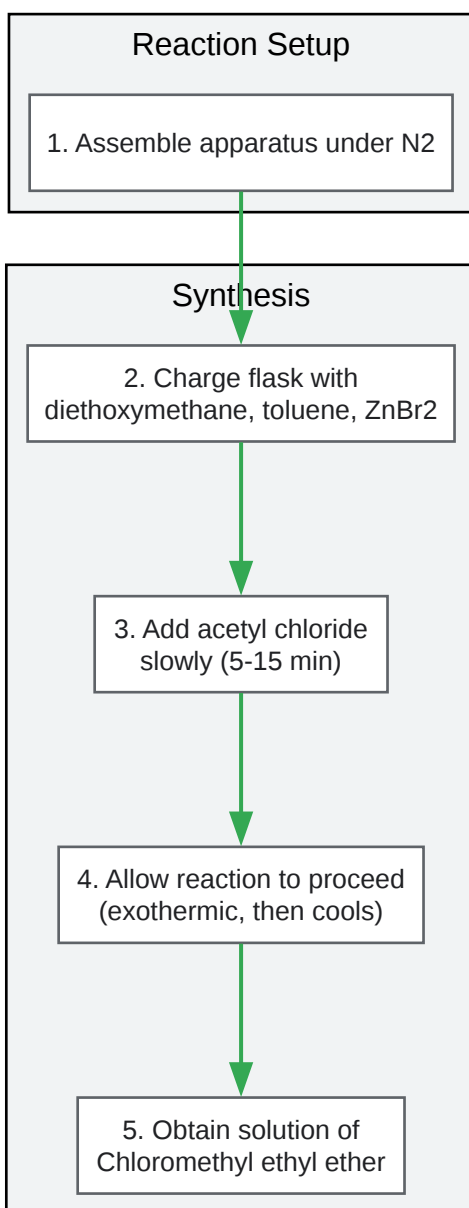 Reaction Setup
1. Assemble apparatus under N2
Synthesis
2. Charge flask with
diethoxymethane, toluene, ZnBr2
3. Add acetyl chloride
slowly (5-15 min)
4. Allow reaction to proceed
(exothermic, then cools)
5. Obtain solution of
Chloromethyl ethyl ether